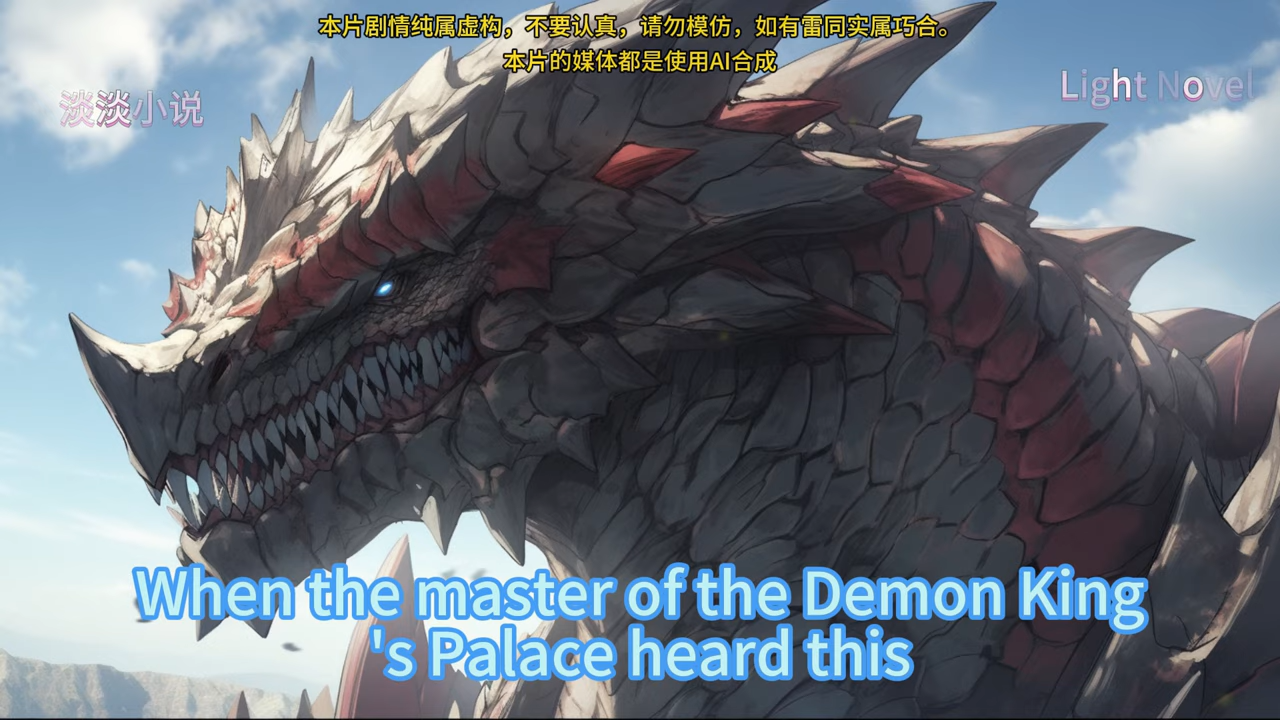 本片剧情纯属虚构，不要认真，请勿模仿，如有雷同实属巧合。
本片的媒体都是使用AI合成
淡淡小说
Light Novel
When the master of the Demon King
's Palace heard this